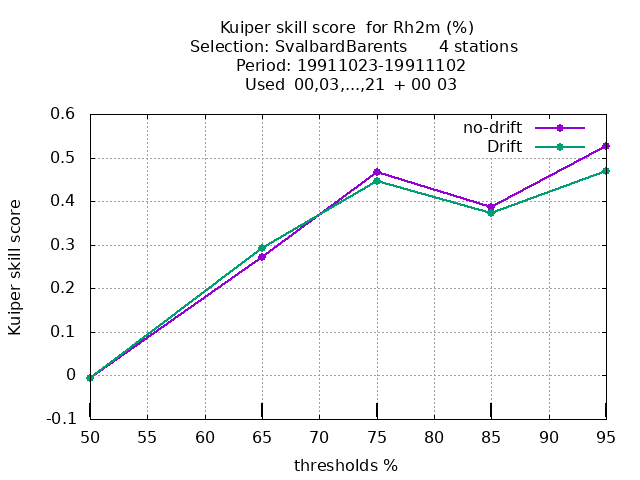 Kuiper skill score  for Rh2m (%)
Selection: SvalbardBarents      4 stations
Period: 19911023-19911102
Used  00,03,...,21  + 00 03
no-drift
Drift
0.6
0.5
0.4
0.3
0.2
0.1
0
-0.1
Kuiper skill score
50 55 60 65 70 75 80 85 90 95
thresholds %